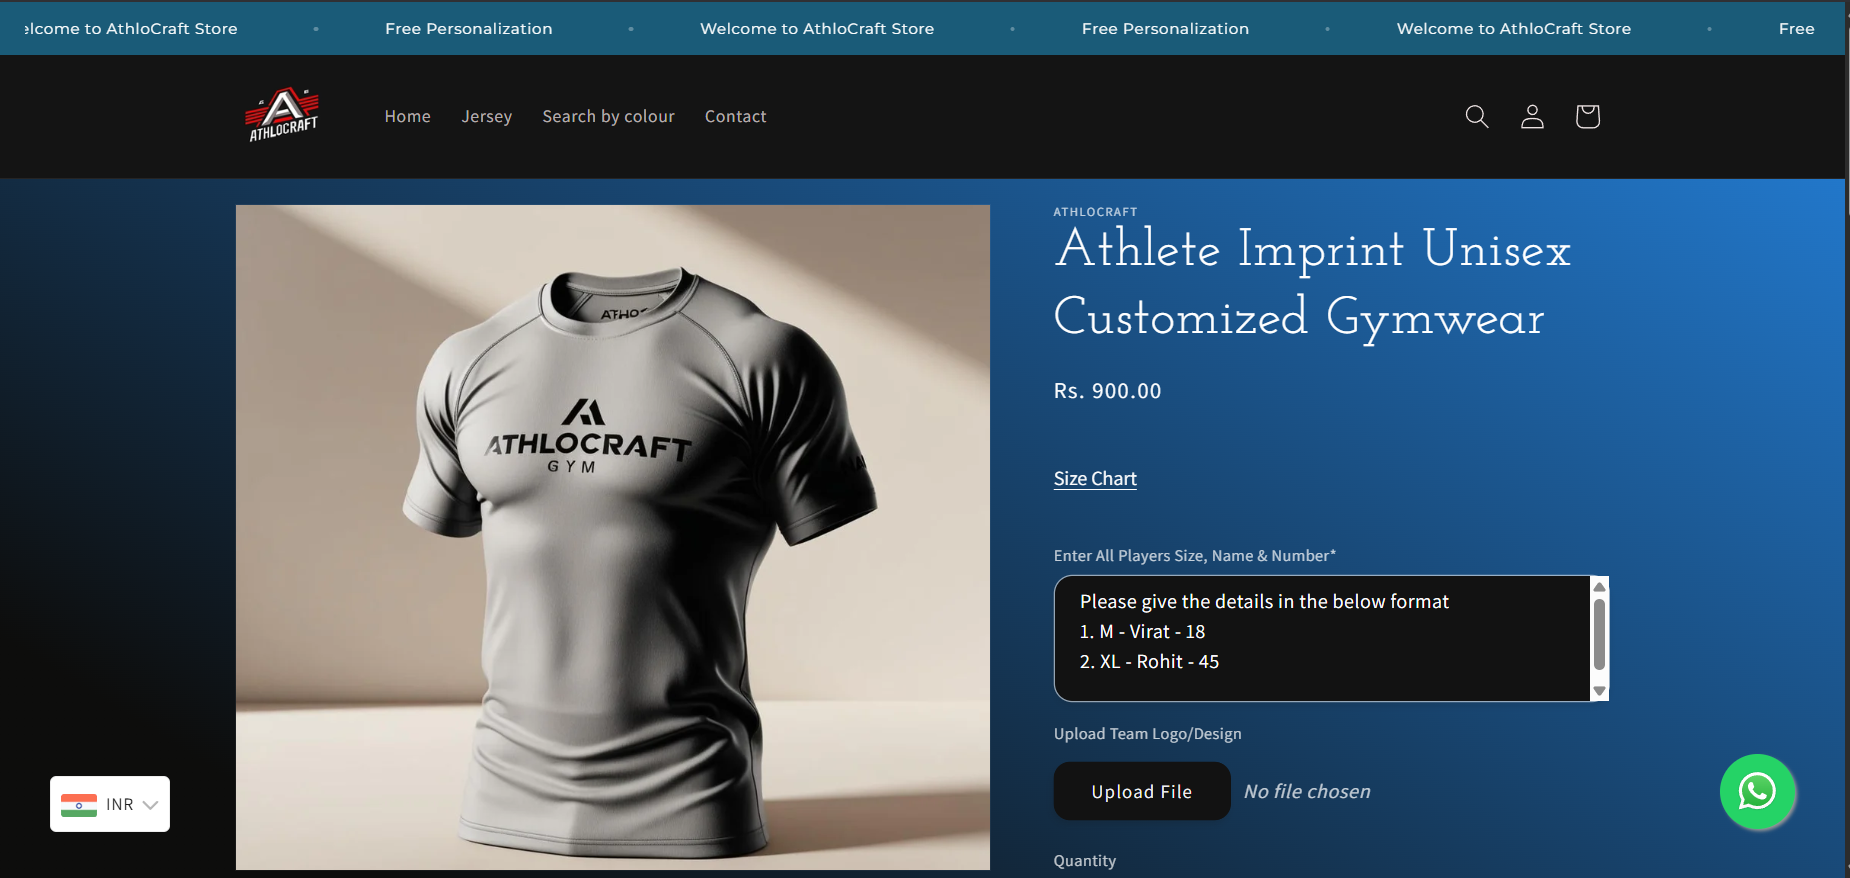 elcome to AthloCraft Store • Free Personalization • Welcome to AthloCraft Store • Free Personalization • Welcome to AthloCraft Store • Free
ATHLOCRAFT
Home Jersey Search by colour Contact
ATHLOCRAFT
GYM
ATHLOCRAFT
Athlete Imprint Unisex
Customized Gymwear
Rs. 900.00
Size Chart
Enter All Players Size, Name & Number*
Please give the details in the below format
1. M - Virat - 18
2. XL - Rohit - 45
Upload Team Logo/Design
Upload File No file chosen
Quantity
INR